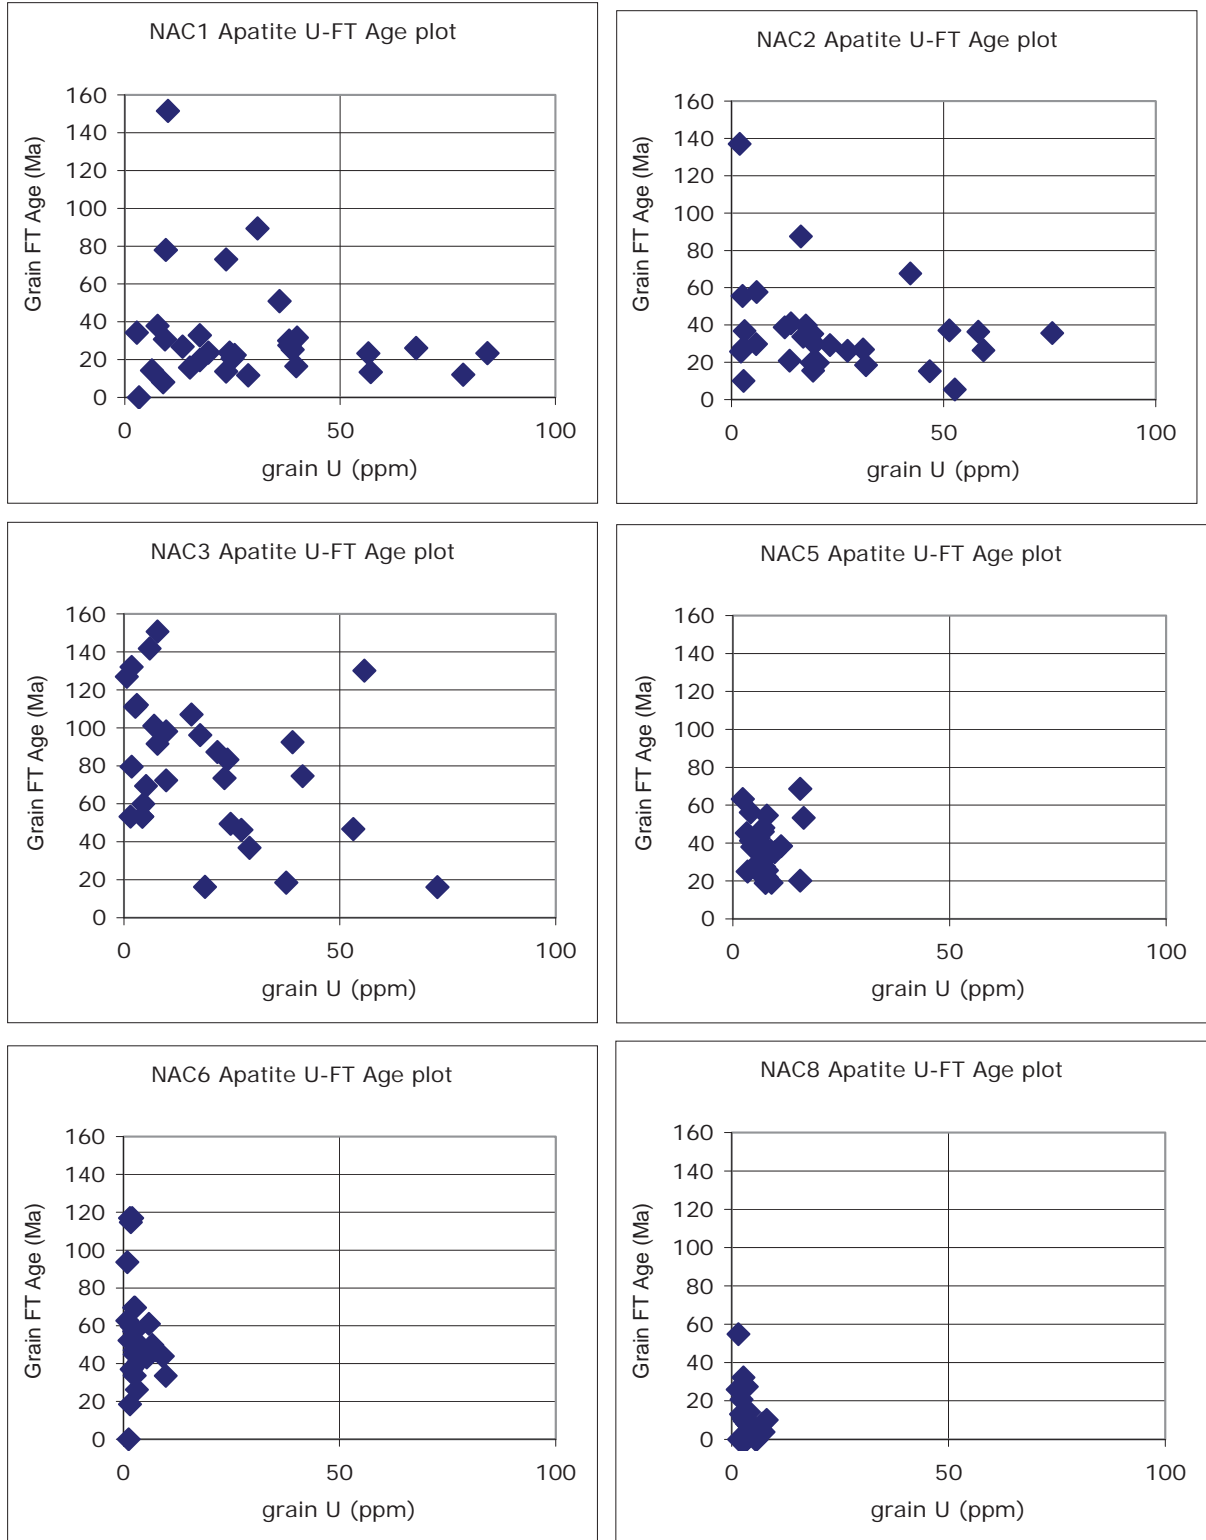 NAC1 Apatite U-FT Age plot
Grain FT Age (Ma)
160
140
120
100
80
60
40
20
0
0 50 100
grain U (ppm)
NAC2 Apatite U-FT Age plot
Grain FT Age (Ma)
160
140
120
100
80
60
40
20
0
0 50 100
grain U (ppm)
NAC3 Apatite U-FT Age plot
Grain FT Age (Ma)
160
140
120
100
80
60
40
20
0
0 50 100
grain U (ppm)
NAC5 Apatite U-FT Age plot
Grain FT Age (Ma)
160
140
120
100
80
60
40
20
0
0 50 100
grain U (ppm)
NAC6 Apatite U-FT Age plot
Grain FT Age (Ma)
160
140
120
100
80
60
40
20
0
0 50 100
grain U (ppm)
NAC8 Apatite U-FT Age plot
Grain FT Age (Ma)
160
140
120
100
80
60
40
20
0
0 50 100
grain U (ppm)